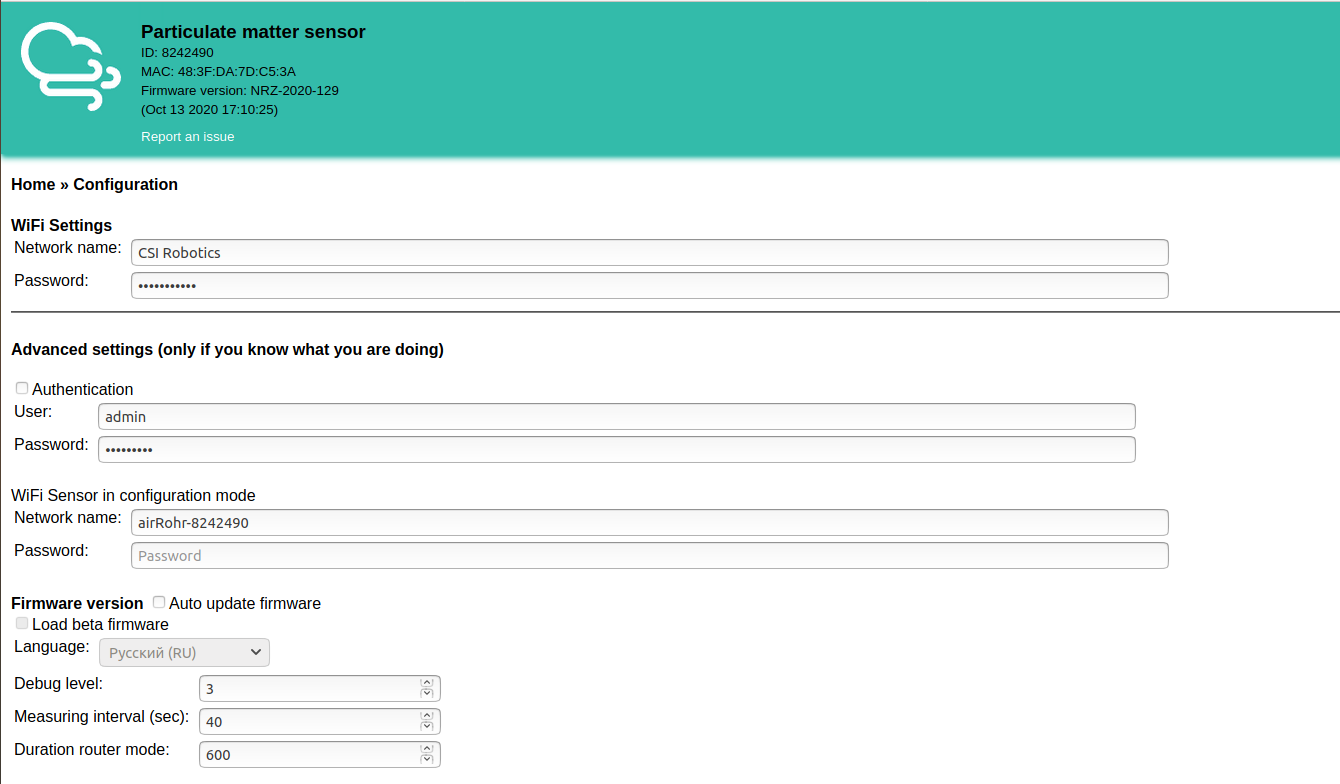 Particulate matter sensor
ID: 8242490
MAC: 48:3F:DA:7D:C5:3A
Firmware version: NRZ-2020-129
(Oct 13 2020 17:10:25)
Report an issue
Home » Configuration
WiFi Settings
Network name: CSI Robotics
Password: •••••••••••
Advanced settings (only if you know what you are doing)
Authentication
User: admin
Password: •••••••••
WiFi Sensor in configuration mode
Network name: airRohr-8242490
Password: Password
Firmware version Auto update firmware
Load beta firmware
Language: Русский (RU)
Debug level: 3
Measuring interval (sec): 40
Duration router mode: 600